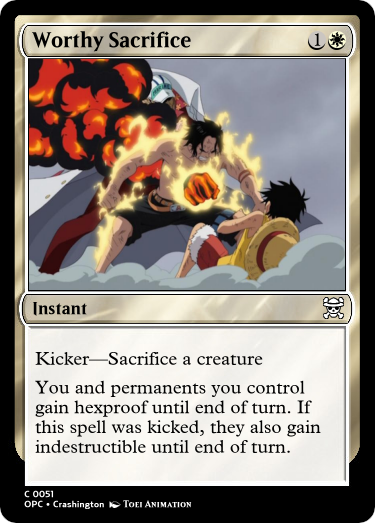 Worthy Sacrifice 1
Instant
Kicker—Sacrifice a creature
You and permanents you control
gain hexproof until end of turn. If
this spell was kicked, they also gain
indestructible until end of turn.
C 0051
OPC • Crashington TOEI ANIMATION